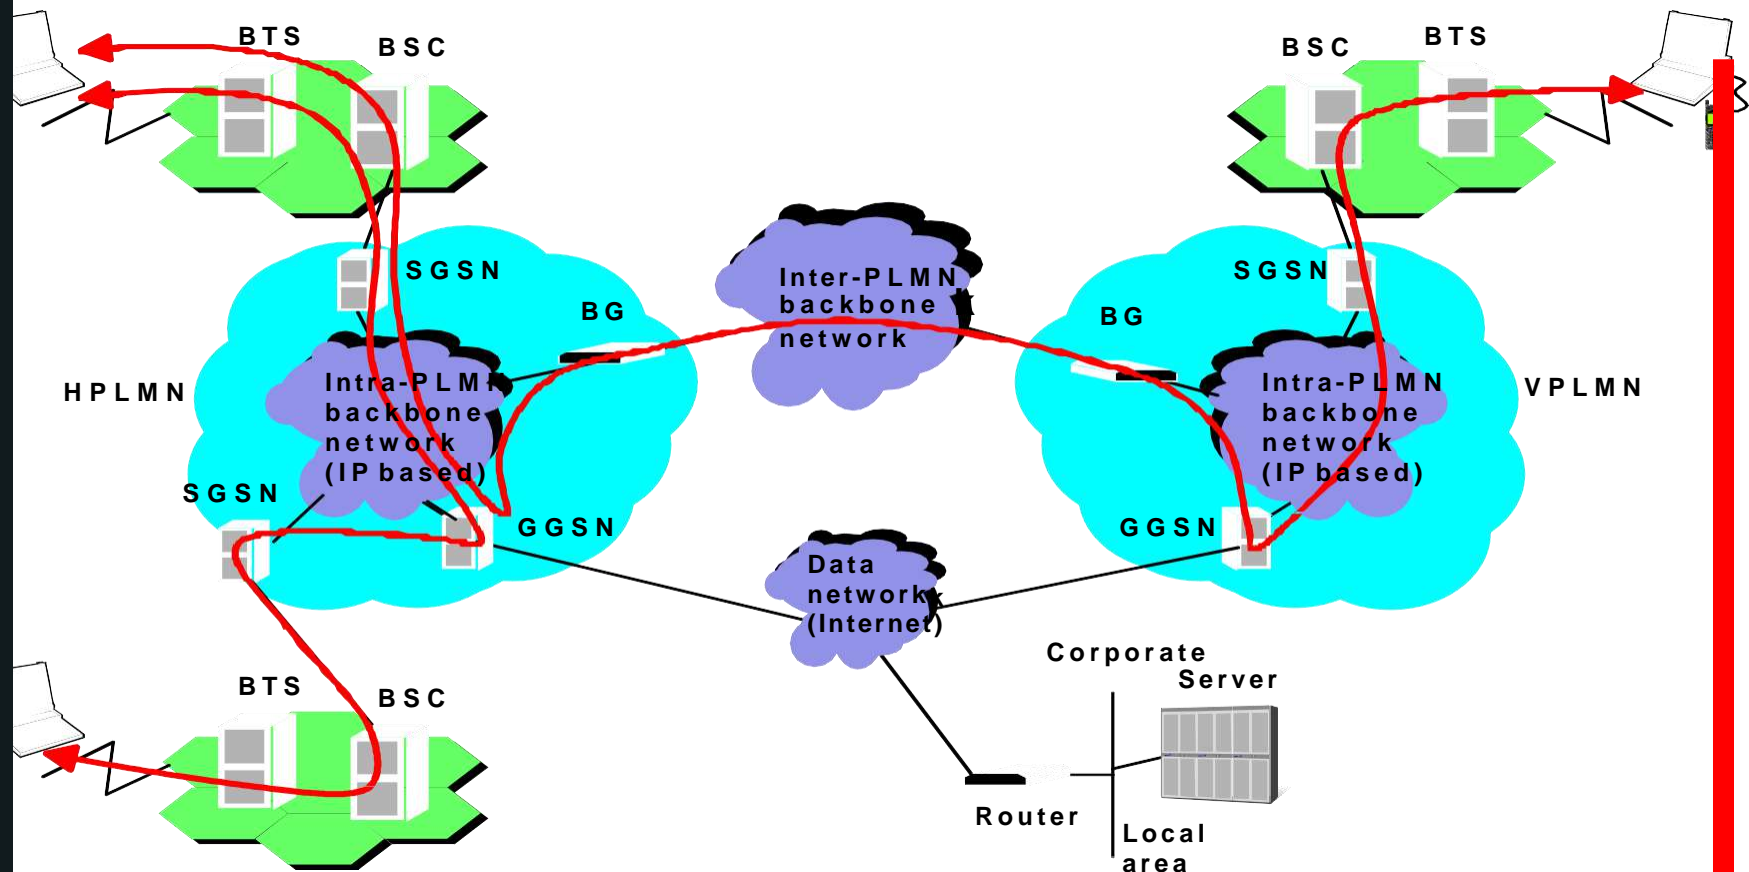 BTS
BSC
BSC
BTS
SGSN
BG
Inter-PLMN
backbone
network
SGSN
BG
HPLMN
Intra-PLMN
backbone
network
(IP based)
Intra-PLMN
backbone
network
(IP based)
VPLMN
SGSN
GGSN
GGSN
Data
network
(Internet)
Corporate
Server
BTS
BSC
Router
Local
area